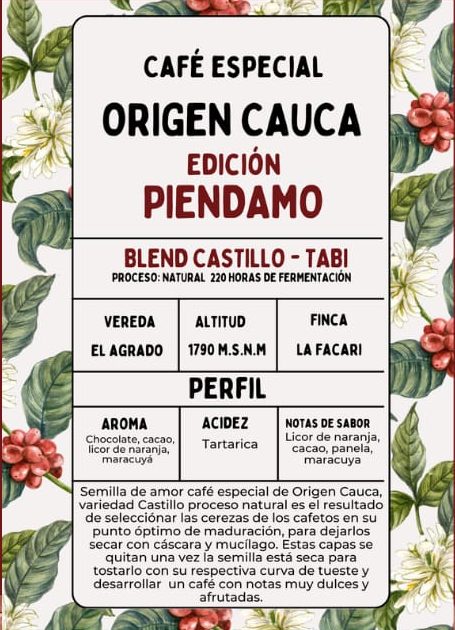 CAFÉ ESPECIAL
ORIGEN CAUCA
EDICIÓN
PIENDAMO
BLEND CASTILLO - TABI
PROCESO: NATURAL 220 HORAS DE FERMENTACIÓN
VEREDA
EL AGRADO
ALTITUD
1790 M.S.N.M
FINCA
LA FACARI
PERFIL
AROMA
Chocolate, cacao,
licor de naranja,
maracuyá
ACIDEZ
Tartarica
NOTAS DE SABOR
Licor de naranja,
cacao, panela,
maracuya
Semilla de amor café especial de Origen Cauca,
variedad Castillo proceso natural es el resultado
de selecciónar las cerezas de los cafetos en su
punto óptimo de maduración, para dejarlos
secar con cáscara y mucílago. Estas capas se
quitan una vez la semilla está seca para
tostarlo con su respectiva curva de tueste y
desarrollar un café con notas muy dulces y
afrutadas.